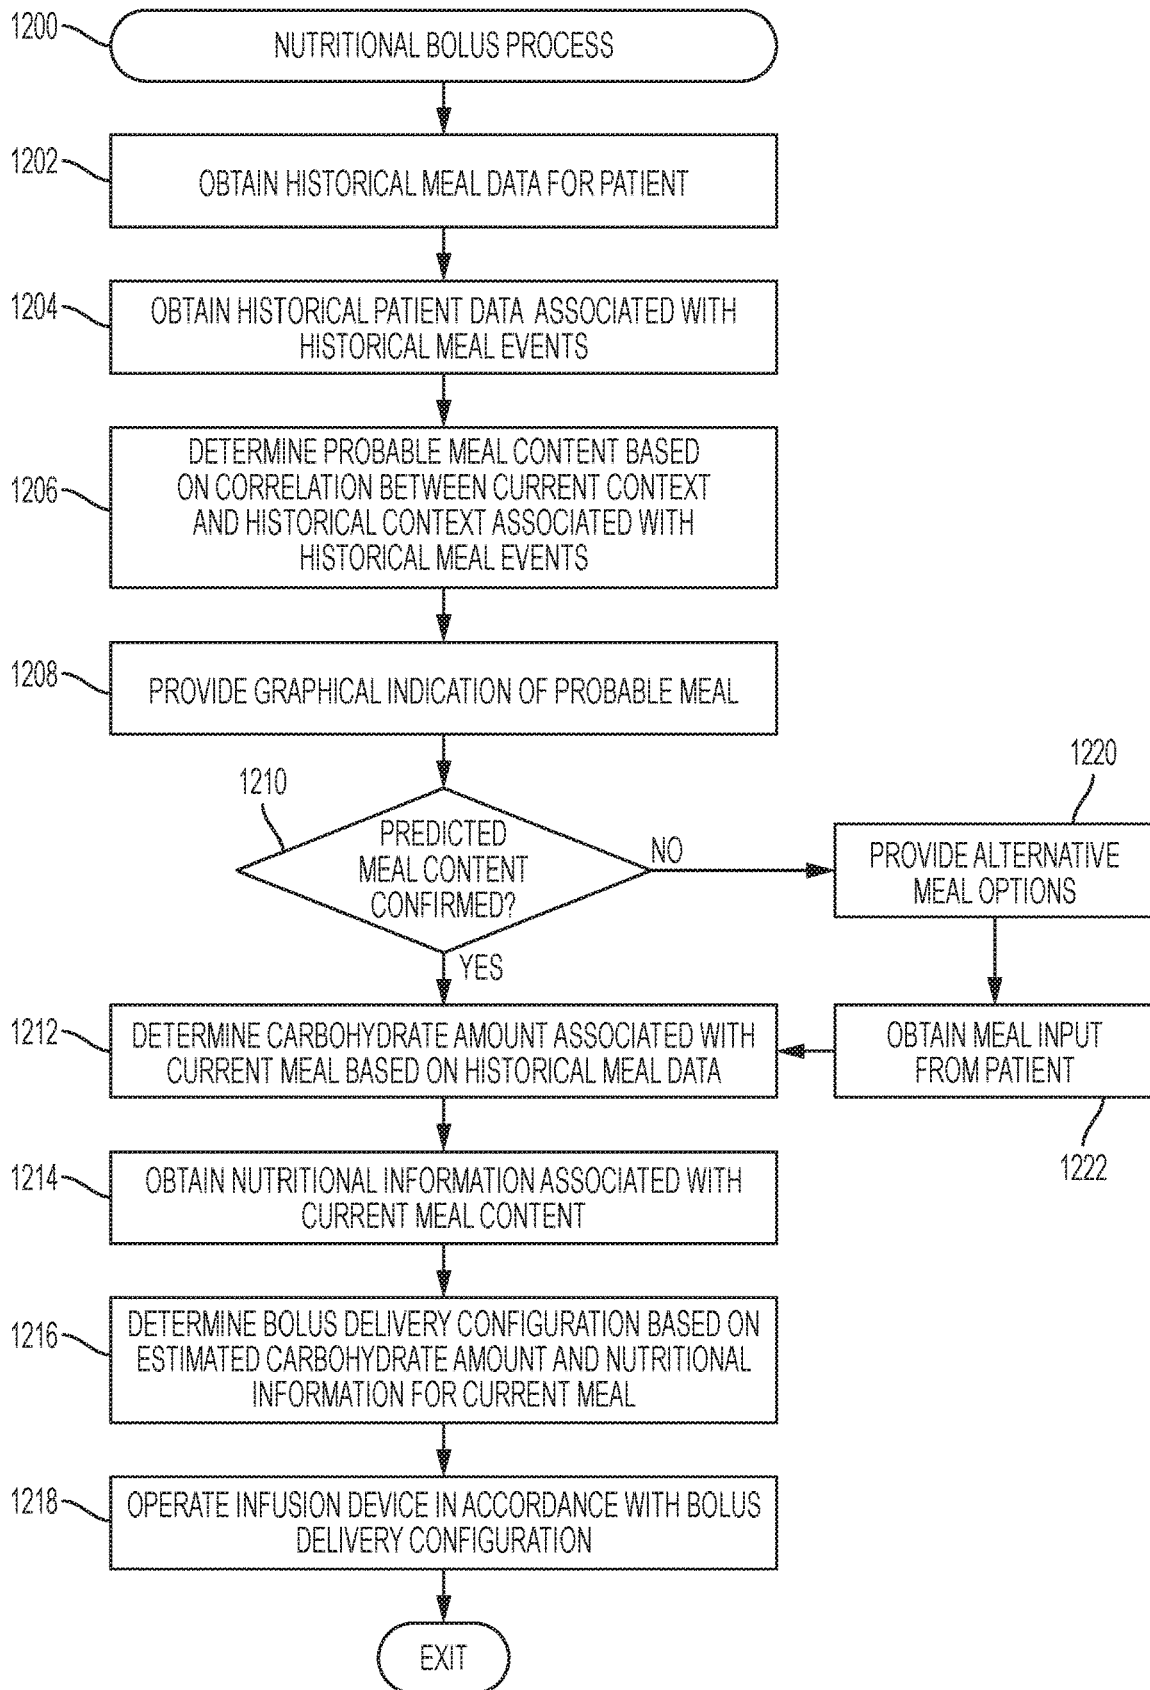 1200
NUTRITIONAL BOLUS PROCESS
1202
OBTAIN HISTORICAL MEAL DATA FOR PATIENT
1204
OBTAIN HISTORICAL PATIENT DATA ASSOCIATED WITH
HISTORICAL MEAL EVENTS
1206
DETERMINE PROBABLE MEAL CONTENT BASED
ON CORRELATION BETWEEN CURRENT CONTEXT
AND HISTORICAL CONTEXT ASSOCIATED WITH
HISTORICAL MEAL EVENTS
1208
PROVIDE GRAPHICAL INDICATION OF PROBABLE MEAL
1210
PREDICTED
MEAL CONTENT
CONFIRMED?
NO
1220
PROVIDE ALTERNATIVE
MEAL OPTIONS
YES
1212
DETERMINE CARBOHYDRATE AMOUNT ASSOCIATED WITH
CURRENT MEAL BASED ON HISTORICAL MEAL DATA
OBTAIN MEAL INPUT
FROM PATIENT
1222
1214
OBTAIN NUTRITIONAL INFORMATION ASSOCIATED WITH
CURRENT MEAL CONTENT
1216
DETERMINE BOLUS DELIVERY CONFIGURATION BASED ON
ESTIMATED CARBOHYDRATE AMOUNT AND NUTRITIONAL
INFORMATION FOR CURRENT MEAL
1218
OPERATE INFUSION DEVICE IN ACCORDANCE WITH BOLUS
DELIVERY CONFIGURATION
EXIT